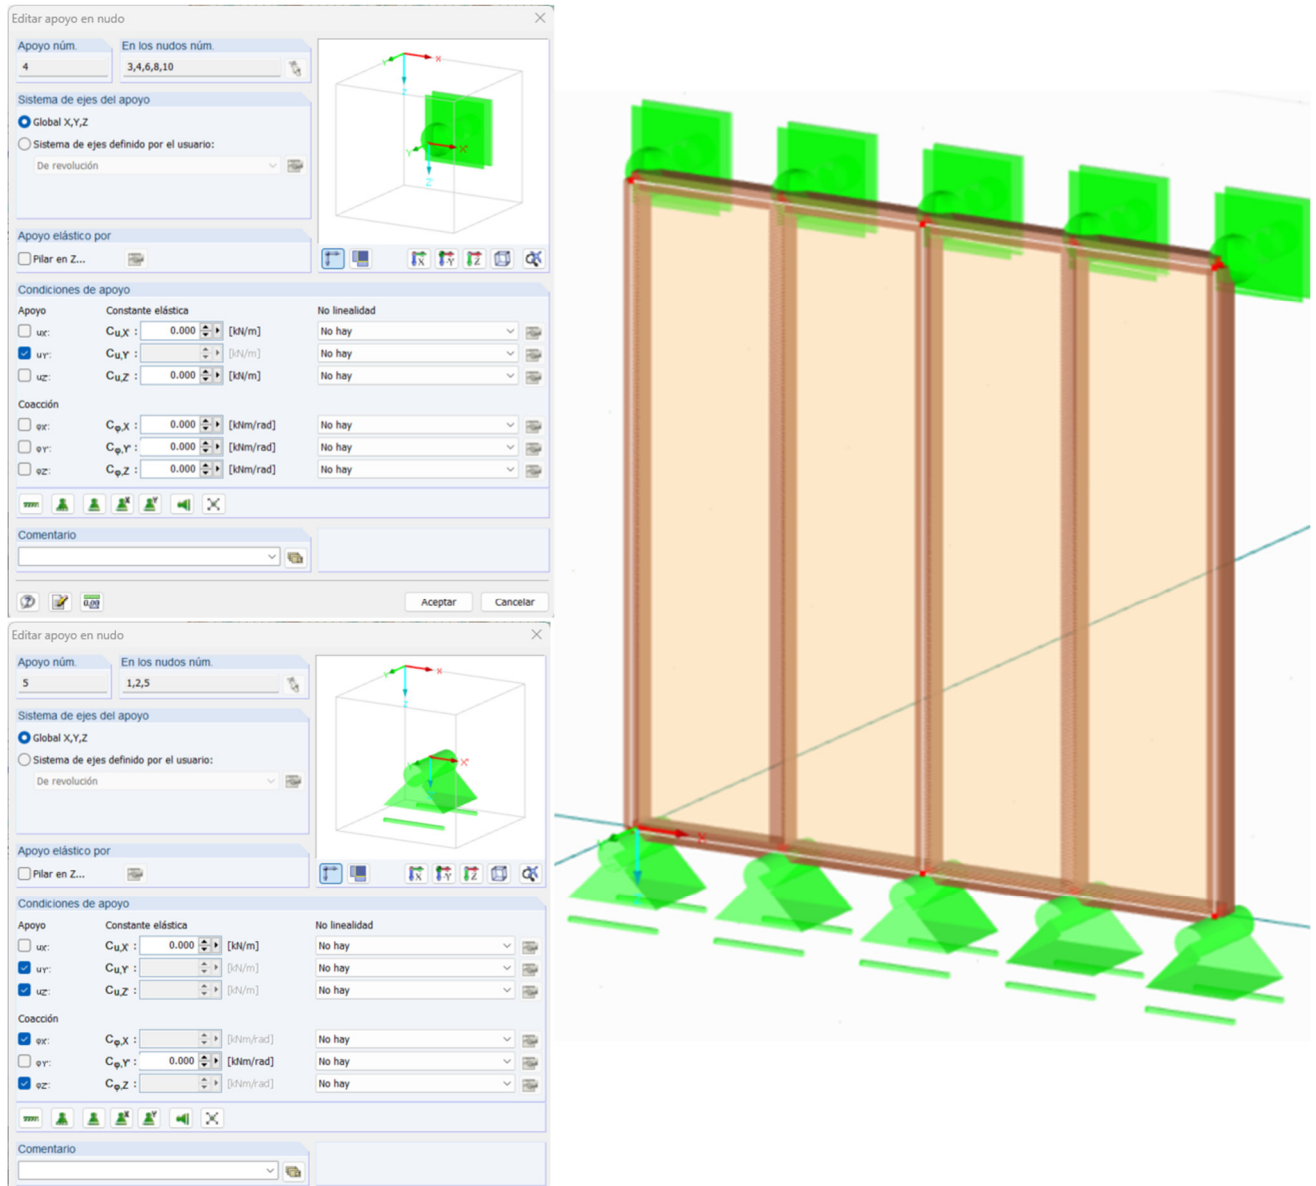 Editar apoyo en nudo
Apoyo núm.
En los nudos núm.
4
3,4,6,8,10
Sistema de ejes del apoyo
Global X,Y,Z
Sistema de ejes definido por el usuario:
De revolución
Apoyo elástico por
Pilar en Z...
Condiciones de apoyo
Apoyo
Constante elástica
No linealidad
uX':
Cu,X' :
0.000
[kN/m]
No hay
uY':
Cu,Y' :
[kN/m]
No hay
uZ':
Cu,Z' :
0.000
[kN/m]
No hay
Coacción
φX':
Cφ,X' :
0.000
[kNm/rad]
No hay
φY':
Cφ,Y' :
0.000
[kNm/rad]
No hay
φZ':
Cφ,Z' :
0.000
[kNm/rad]
No hay
Comentario
0,00
Aceptar
Cancelar
Editar apoyo en nudo
Apoyo núm.
En los nudos núm.
5
1,2,5
Sistema de ejes del apoyo
Global X,Y,Z
Sistema de ejes definido por el usuario:
De revolución
Apoyo elástico por
Pilar en Z...
Condiciones de apoyo
Apoyo
Constante elástica
No linealidad
uX':
Cu,X' :
0.000
[kN/m]
No hay
uY':
Cu,Y' :
[kN/m]
No hay
uZ':
Cu,Z' :
[kN/m]
No hay
Coacción
φX':
Cφ,X' :
[kNm/rad]
No hay
φY':
Cφ,Y' :
0.000
[kNm/rad]
No hay
φZ':
Cφ,Z' :
[kNm/rad]
No hay
Comentario